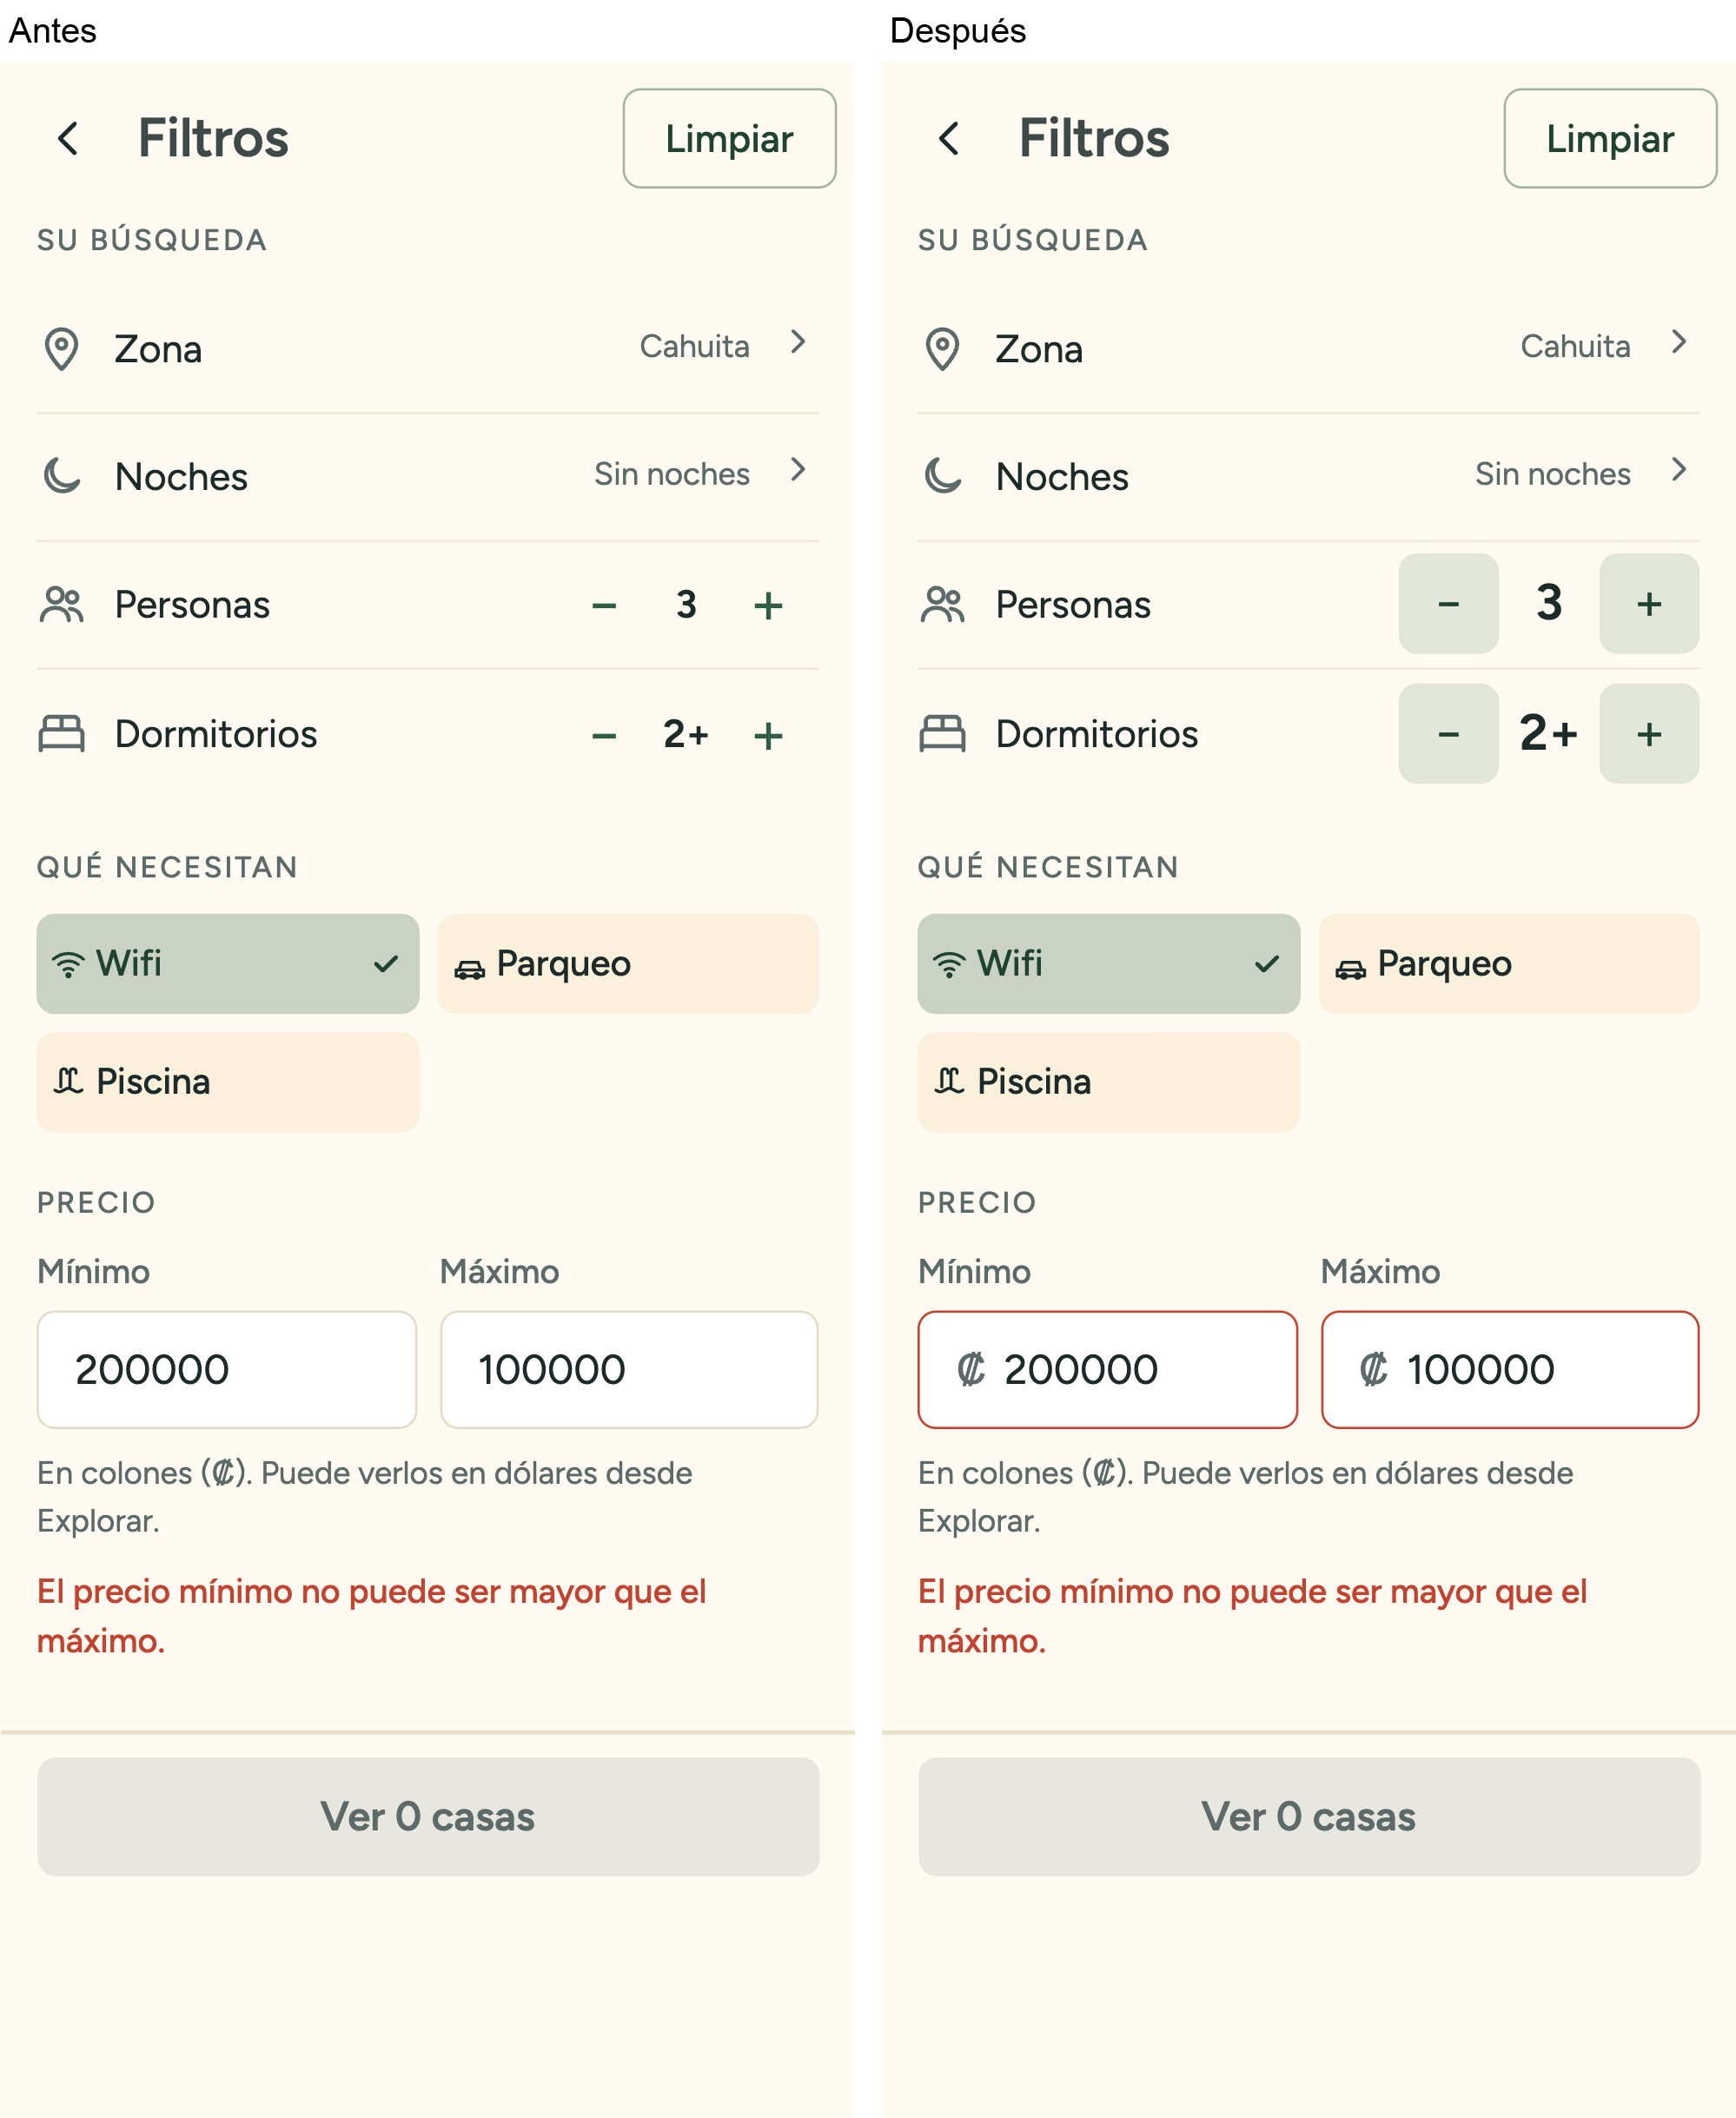 Antes
Filtros
Limpiar
SU BÚSQUEDA
Zona
Cahuita
Noches
Sin noches
Personas
− 3 +
Dormitorios
− 2+ +
QUÉ NECESITAN
Wifi
Parqueo
Piscina
PRECIO
Mínimo
Máximo
200000
100000
En colones (₡). Puede verlos en dólares desde
Explorar.
El precio mínimo no puede ser mayor que el
máximo.
Ver 0 casas
Después
Filtros
Limpiar
SU BÚSQUEDA
Zona
Cahuita
Noches
Sin noches
Personas
− 3 +
Dormitorios
− 2+ +
QUÉ NECESITAN
Wifi
Parqueo
Piscina
PRECIO
Mínimo
Máximo
₡ 200000
₡ 100000
En colones (₡). Puede verlos en dólares desde
Explorar.
El precio mínimo no puede ser mayor que el
máximo.
Ver 0 casas